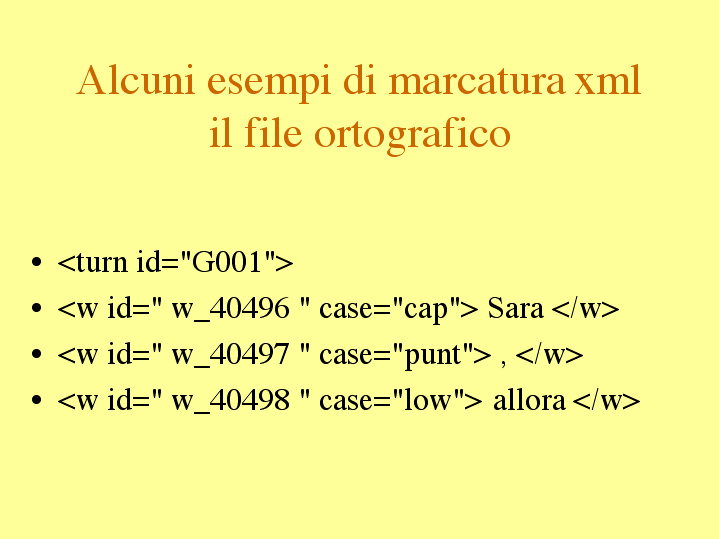 Alcuni esempi di marcatura xml
il file ortografico
• <turn id="G001">
• <w id=" w_40496 " case="cap"> Sara </w>
• <w id=" w_40497 " case="punt"> , </w>
• <w id=" w_40498 " case="low"> allora </w>